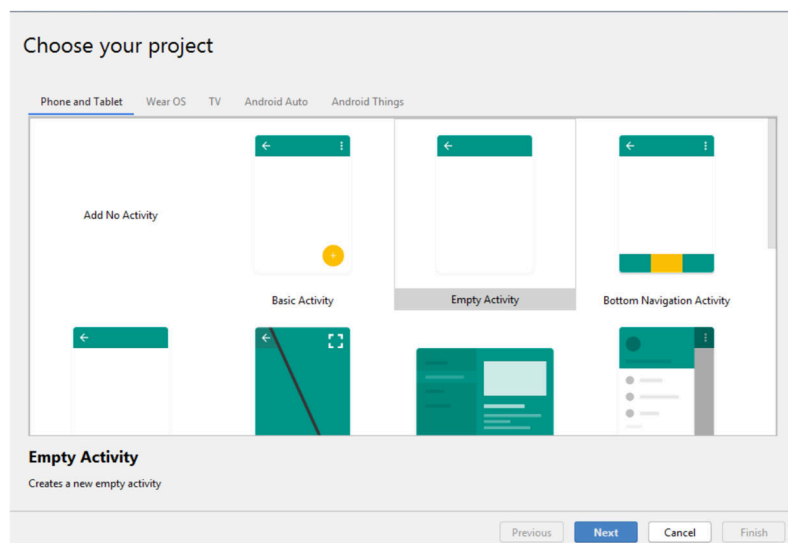 Choose your project
Phone and Tablet Wear OS TV Android Auto Android Things
Add No Activity
Basic Activity
Empty Activity
Bottom Navigation Activity
Empty Activity
Creates a new empty activity
Previous Next Cancel Finish